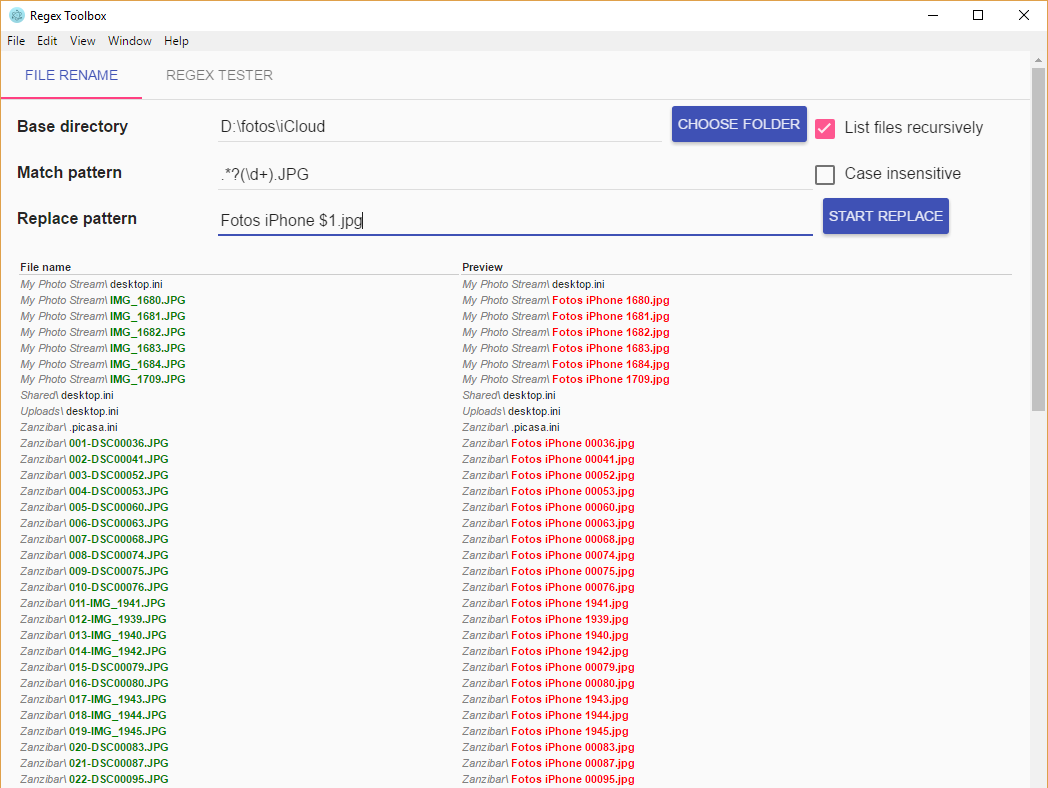 Regex Toolbox
File Edit View Window Help
FILE RENAME REGEX TESTER
Base directory D:\fotos\iCloud CHOOSE FOLDER List files recursively
Match pattern .*?(\d+).JPG Case insensitive
Replace pattern Fotos iPhone $1.jpg START REPLACE
File name Preview
My Photo Stream\ desktop.ini My Photo Stream\ desktop.ini
My Photo Stream\ IMG_1680.JPG My Photo Stream\ Fotos iPhone 1680.jpg
My Photo Stream\ IMG_1681.JPG My Photo Stream\ Fotos iPhone 1681.jpg
My Photo Stream\ IMG_1682.JPG My Photo Stream\ Fotos iPhone 1682.jpg
My Photo Stream\ IMG_1683.JPG My Photo Stream\ Fotos iPhone 1683.jpg
My Photo Stream\ IMG_1684.JPG My Photo Stream\ Fotos iPhone 1684.jpg
My Photo Stream\ IMG_1709.JPG My Photo Stream\ Fotos iPhone 1709.jpg
Shared\ desktop.ini Shared\ desktop.ini
Uploads\ desktop.ini Uploads\ desktop.ini
Zanzibar\ .picasa.ini Zanzibar\ .picasa.ini
Zanzibar\ 001-DSC00036.JPG Zanzibar\ Fotos iPhone 00036.jpg
Zanzibar\ 002-DSC00041.JPG Zanzibar\ Fotos iPhone 00041.jpg
Zanzibar\ 003-DSC00052.JPG Zanzibar\ Fotos iPhone 00052.jpg
Zanzibar\ 004-DSC00053.JPG Zanzibar\ Fotos iPhone 00053.jpg
Zanzibar\ 005-DSC00060.JPG Zanzibar\ Fotos iPhone 00060.jpg
Zanzibar\ 006-DSC00063.JPG Zanzibar\ Fotos iPhone 00063.jpg
Zanzibar\ 007-DSC00068.JPG Zanzibar\ Fotos iPhone 00068.jpg
Zanzibar\ 008-DSC00074.JPG Zanzibar\ Fotos iPhone 00074.jpg
Zanzibar\ 009-DSC00075.JPG Zanzibar\ Fotos iPhone 00075.jpg
Zanzibar\ 010-DSC00076.JPG Zanzibar\ Fotos iPhone 00076.jpg
Zanzibar\ 011-IMG_1941.JPG Zanzibar\ Fotos iPhone 1941.jpg
Zanzibar\ 012-IMG_1939.JPG Zanzibar\ Fotos iPhone 1939.jpg
Zanzibar\ 013-IMG_1940.JPG Zanzibar\ Fotos iPhone 1940.jpg
Zanzibar\ 014-IMG_1942.JPG Zanzibar\ Fotos iPhone 1942.jpg
Zanzibar\ 015-DSC00079.JPG Zanzibar\ Fotos iPhone 00079.jpg
Zanzibar\ 016-DSC00080.JPG Zanzibar\ Fotos iPhone 00080.jpg
Zanzibar\ 017-IMG_1943.JPG Zanzibar\ Fotos iPhone 1943.jpg
Zanzibar\ 018-IMG_1944.JPG Zanzibar\ Fotos iPhone 1944.jpg
Zanzibar\ 019-IMG_1945.JPG Zanzibar\ Fotos iPhone 1945.jpg
Zanzibar\ 020-DSC00083.JPG Zanzibar\ Fotos iPhone 00083.jpg
Zanzibar\ 021-DSC00087.JPG Zanzibar\ Fotos iPhone 00087.jpg
Zanzibar\ 022-DSC00095.JPG Zanzibar\ Fotos iPhone 00095.jpg